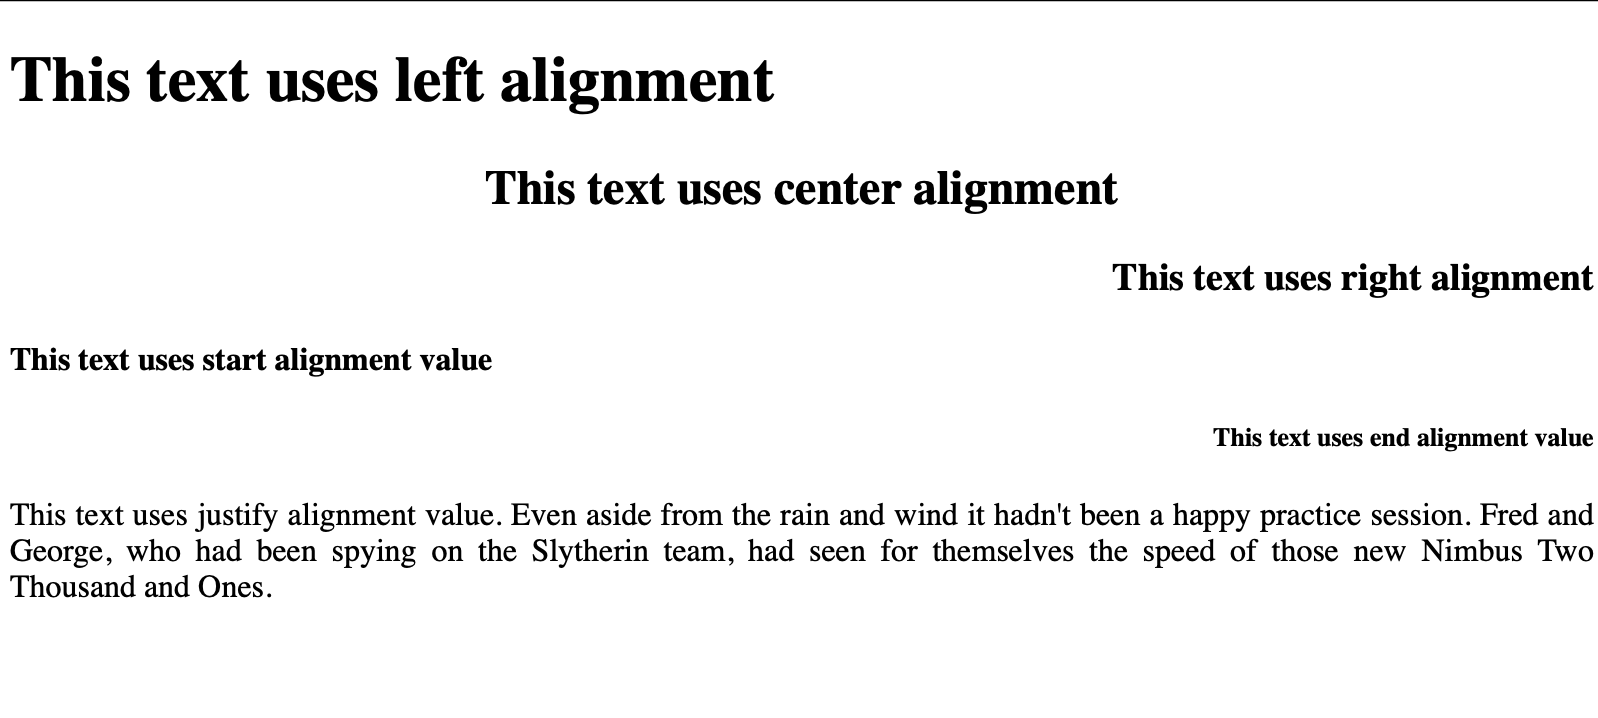 This text uses left alignment
This text uses center alignment
This text uses right alignment
This text uses start alignment value
This text uses end alignment value
This text uses justify alignment value. Even aside from the rain and wind it hadn't been a happy practice session. Fred and
George, who had been spying on the Slytherin team, had seen for themselves the speed of those new Nimbus Two
Thousand and Ones.